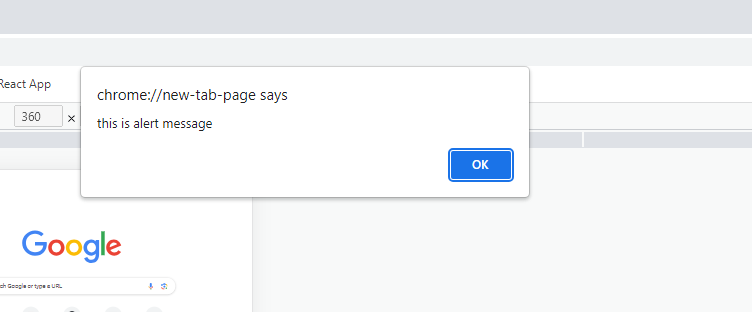 React App
chrome://new-tab-page says
360 ×
this is alert message
OK
Google
ch Google or type a URL